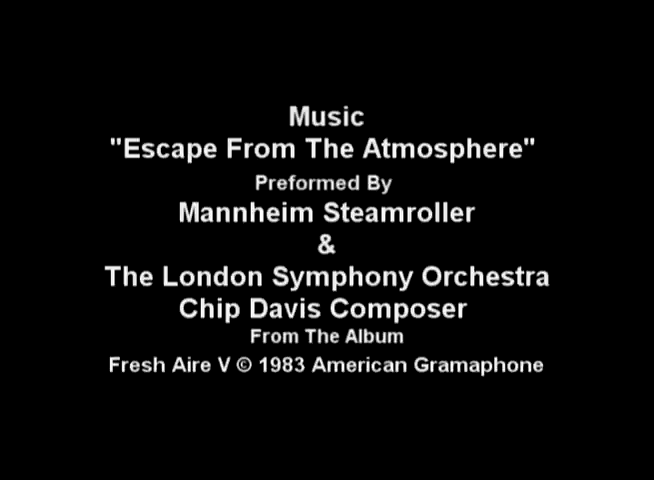 Music
"Escape From The Atmosphere"
Preformed By
Mannheim Steamroller
&
The London Symphony Orchestra
Chip Davis Composer
From The Album
Fresh Aire V © 1983 American Gramaphone